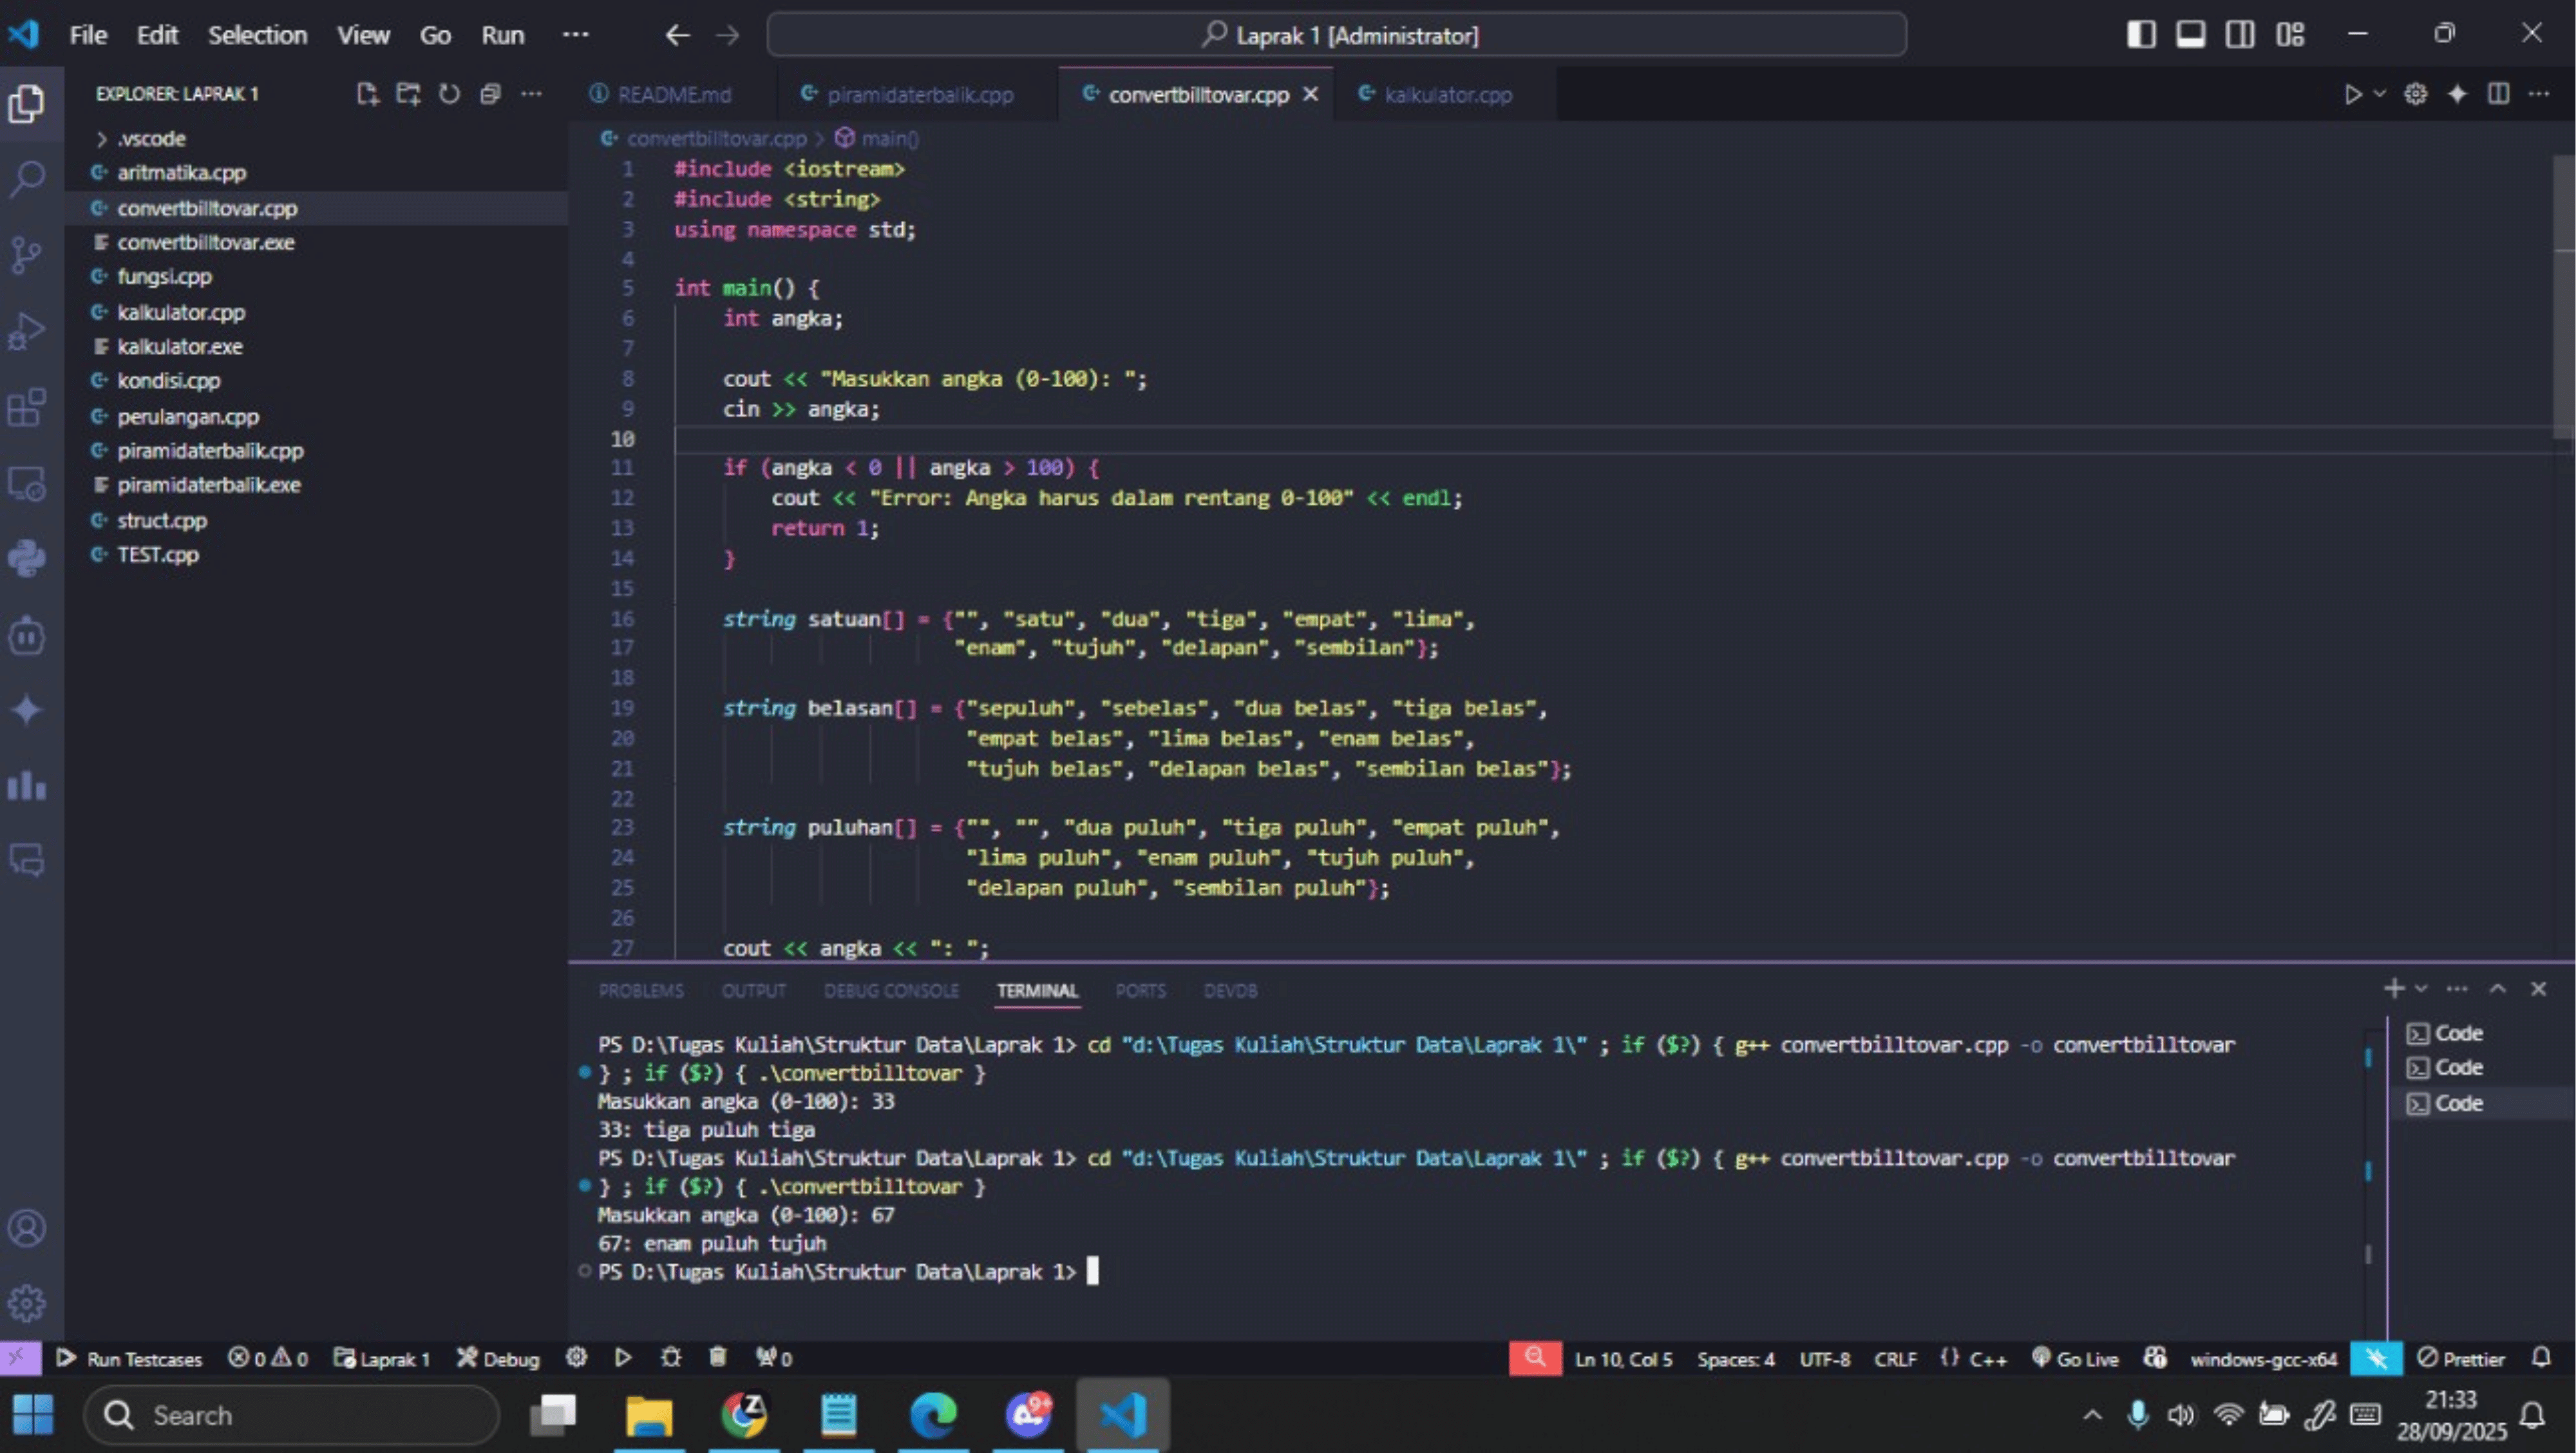 File Edit Selection View Go Run ··· Laprak 1 [Administrator]
EXPLORER: LAPRAK 1
.vscode
aritmatika.cpp
convertbilltovar.cpp
convertbilltovar.exe
fungsi.cpp
kalkulator.cpp
kalkulator.exe
kondisi.cpp
perulangan.cpp
piramidaterbalik.cpp
piramidaterbalik.exe
struct.cpp
TEST.cpp
README.md piramidaterbalik.cpp convertbilltovar.cpp kalkulator.cpp
convertbilltovar.cpp > main()
1 #include <iostream>
2 #include <string>
3 using namespace std;
4
5 int main() {
6 int angka;
7
8 cout << "Masukkan angka (0-100): ";
9 cin >> angka;
10
11 if (angka < 0 || angka > 100) {
12 cout << "Error: Angka harus dalam rentang 0-100" << endl;
13 return 1;
14 }
15
16 string satuan[] = {"", "satu", "dua", "tiga", "empat", "lima",
17 "enam", "tujuh", "delapan", "sembilan"};
18
19 string belasan[] = {"sepuluh", "sebelas", "dua belas", "tiga belas",
20 "empat belas", "lima belas", "enam belas",
21 "tujuh belas", "delapan belas", "sembilan belas"};
22
23 string puluhan[] = {"", "", "dua puluh", "tiga puluh", "empat puluh",
24 "lima puluh", "enam puluh", "tujuh puluh",
25 "delapan puluh", "sembilan puluh"};
26
27 cout << angka << ": ";
PROBLEMS OUTPUT DEBUG CONSOLE TERMINAL PORTS DEVDB
PS D:\Tugas Kuliah\Struktur Data\Laprak 1> cd "d:\Tugas Kuliah\Struktur Data\Laprak 1\" ; if ($?) { g++ convertbilltovar.cpp -o convertbilltovar
} ; if ($?) { .\convertbilltovar }
Masukkan angka (0-100): 33
33: tiga puluh tiga
PS D:\Tugas Kuliah\Struktur Data\Laprak 1> cd "d:\Tugas Kuliah\Struktur Data\Laprak 1\" ; if ($?) { g++ convertbilltovar.cpp -o convertbilltovar
} ; if ($?) { .\convertbilltovar }
Masukkan angka (0-100): 67
67: enam puluh tujuh
PS D:\Tugas Kuliah\Struktur Data\Laprak 1>
Code
Code
Code
Run Testcases 0 0 Laprak 1 Debug 0 Ln 10, Col 5 Spaces: 4 UTF-8 CRLF {} C++ Go Live windows-gcc-x64 Prettier
Search Z 9+ 21:33
28/09/2025